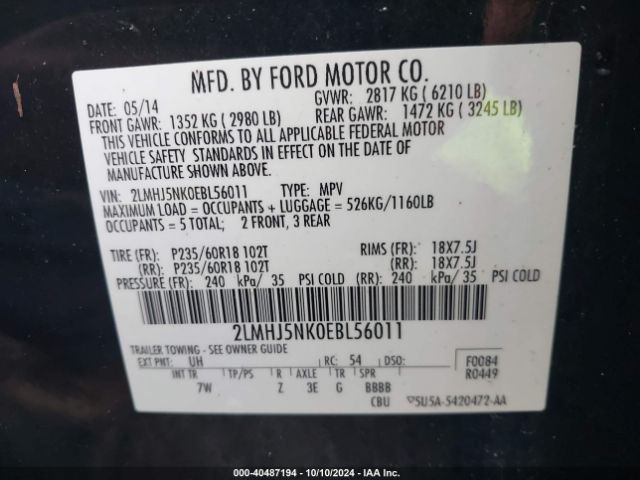 MFD. BY FORD MOTOR CO.
DATE: 05/14 GVWR: 2817 KG ( 6210 LB)
FRONT GAWR: 1352 KG ( 2980 LB) REAR GAWR: 1472 KG ( 3245 LB)
THIS VEHICLE CONFORMS TO ALL APPLICABLE FEDERAL MOTOR
VEHICLE SAFETY STANDARDS IN EFFECT ON THE DATE OF
MANUFACTURE SHOWN ABOVE.
VIN: 2LMHJ5NK0EBL56011 TYPE: MPV
MAXIMUM LOAD = OCCUPANTS + LUGGAGE = 526KG/1160LB
OCCUPANTS = 5 TOTAL; 2 FRONT, 3 REAR
TIRE (FR): P235/60R18 102T RIMS (FR): 18X7.5J
(RR): P235/60R18 102T (RR): 18X7.5J
PRESSURE (FR): 240 kPa/ 35 PSI COLD (RR): 240 kPa/ 35 PSI COLD
2LMHJ5NK0EBL56011
TRAILER TOWING - SEE OWNER GUIDE
EXT PNT: UH RC: 54 DSO: F0084
INT TR TP/PS R AXLE TR SPR R0449
7W Z 3E G BBBB
CBU 5U5A-5420472-AA
000-40487194 - 10/10/2024 - IAA Inc.